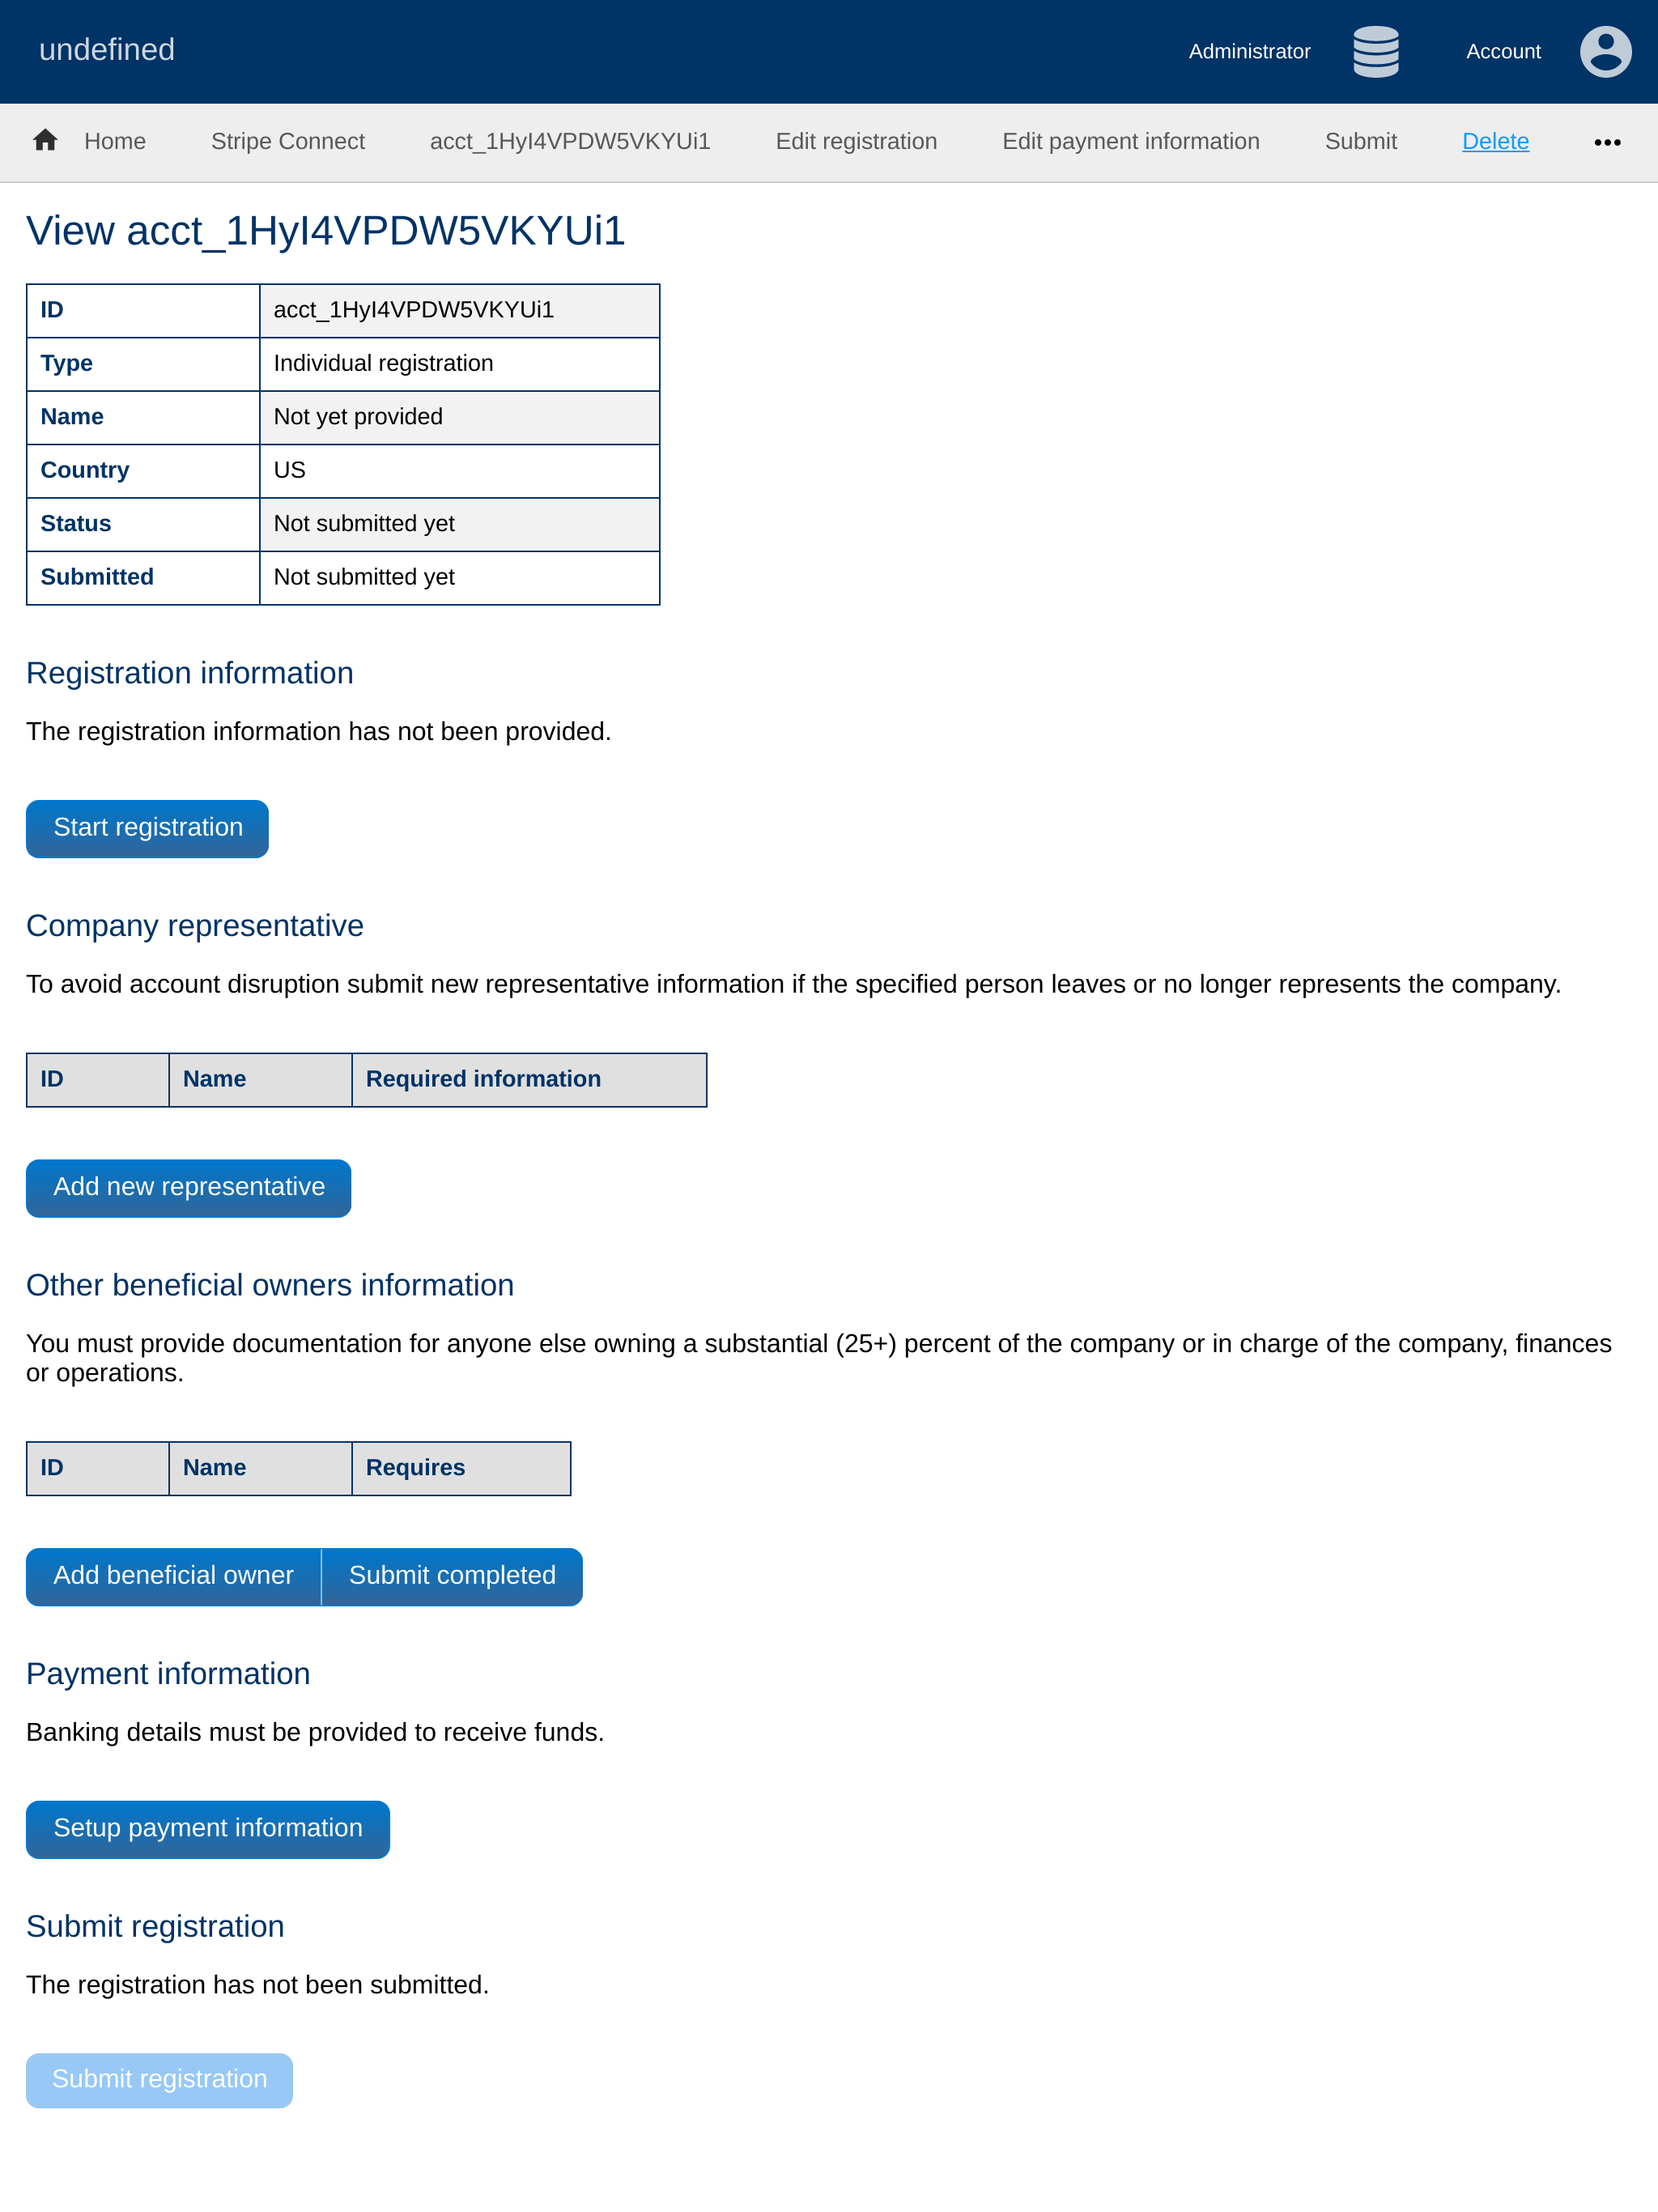 undefined
Administrator
Account
Home Stripe Connect acct_1HyI4VPDW5VKYUi1 Edit registration Edit payment information Submit Delete •••
View acct_1HyI4VPDW5VKYUi1
ID acct_1HyI4VPDW5VKYUi1
Type Individual registration
Name Not yet provided
Country US
Status Not submitted yet
Submitted Not submitted yet
Registration information
The registration information has not been provided.
Start registration
Company representative
To avoid account disruption submit new representative information if the specified person leaves or no longer represents the company.
ID Name Required information
Add new representative
Other beneficial owners information
You must provide documentation for anyone else owning a substantial (25+) percent of the company or in charge of the company, finances
or operations.
ID Name Requires
Add beneficial owner Submit completed
Payment information
Banking details must be provided to receive funds.
Setup payment information
Submit registration
The registration has not been submitted.
Submit registration